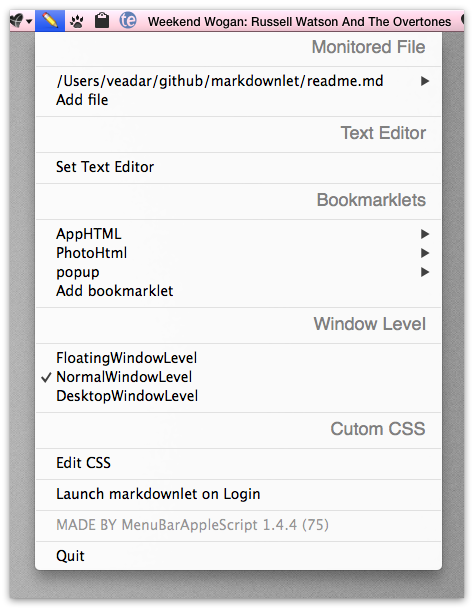 te Weekend Wogan: Russell Watson And The Overtones
Monitored File
/Users/veadar/github/markdownlet/readme.md
Add file
Text Editor
Set Text Editor
Bookmarklets
AppHTML
PhotoHtml
popup
Add bookmarklet
Window Level
FloatingWindowLevel
NormalWindowLevel
DesktopWindowLevel
Cutom CSS
Edit CSS
Launch markdownlet on Login
MADE BY MenuBarAppleScript 1.4.4 (75)
Quit